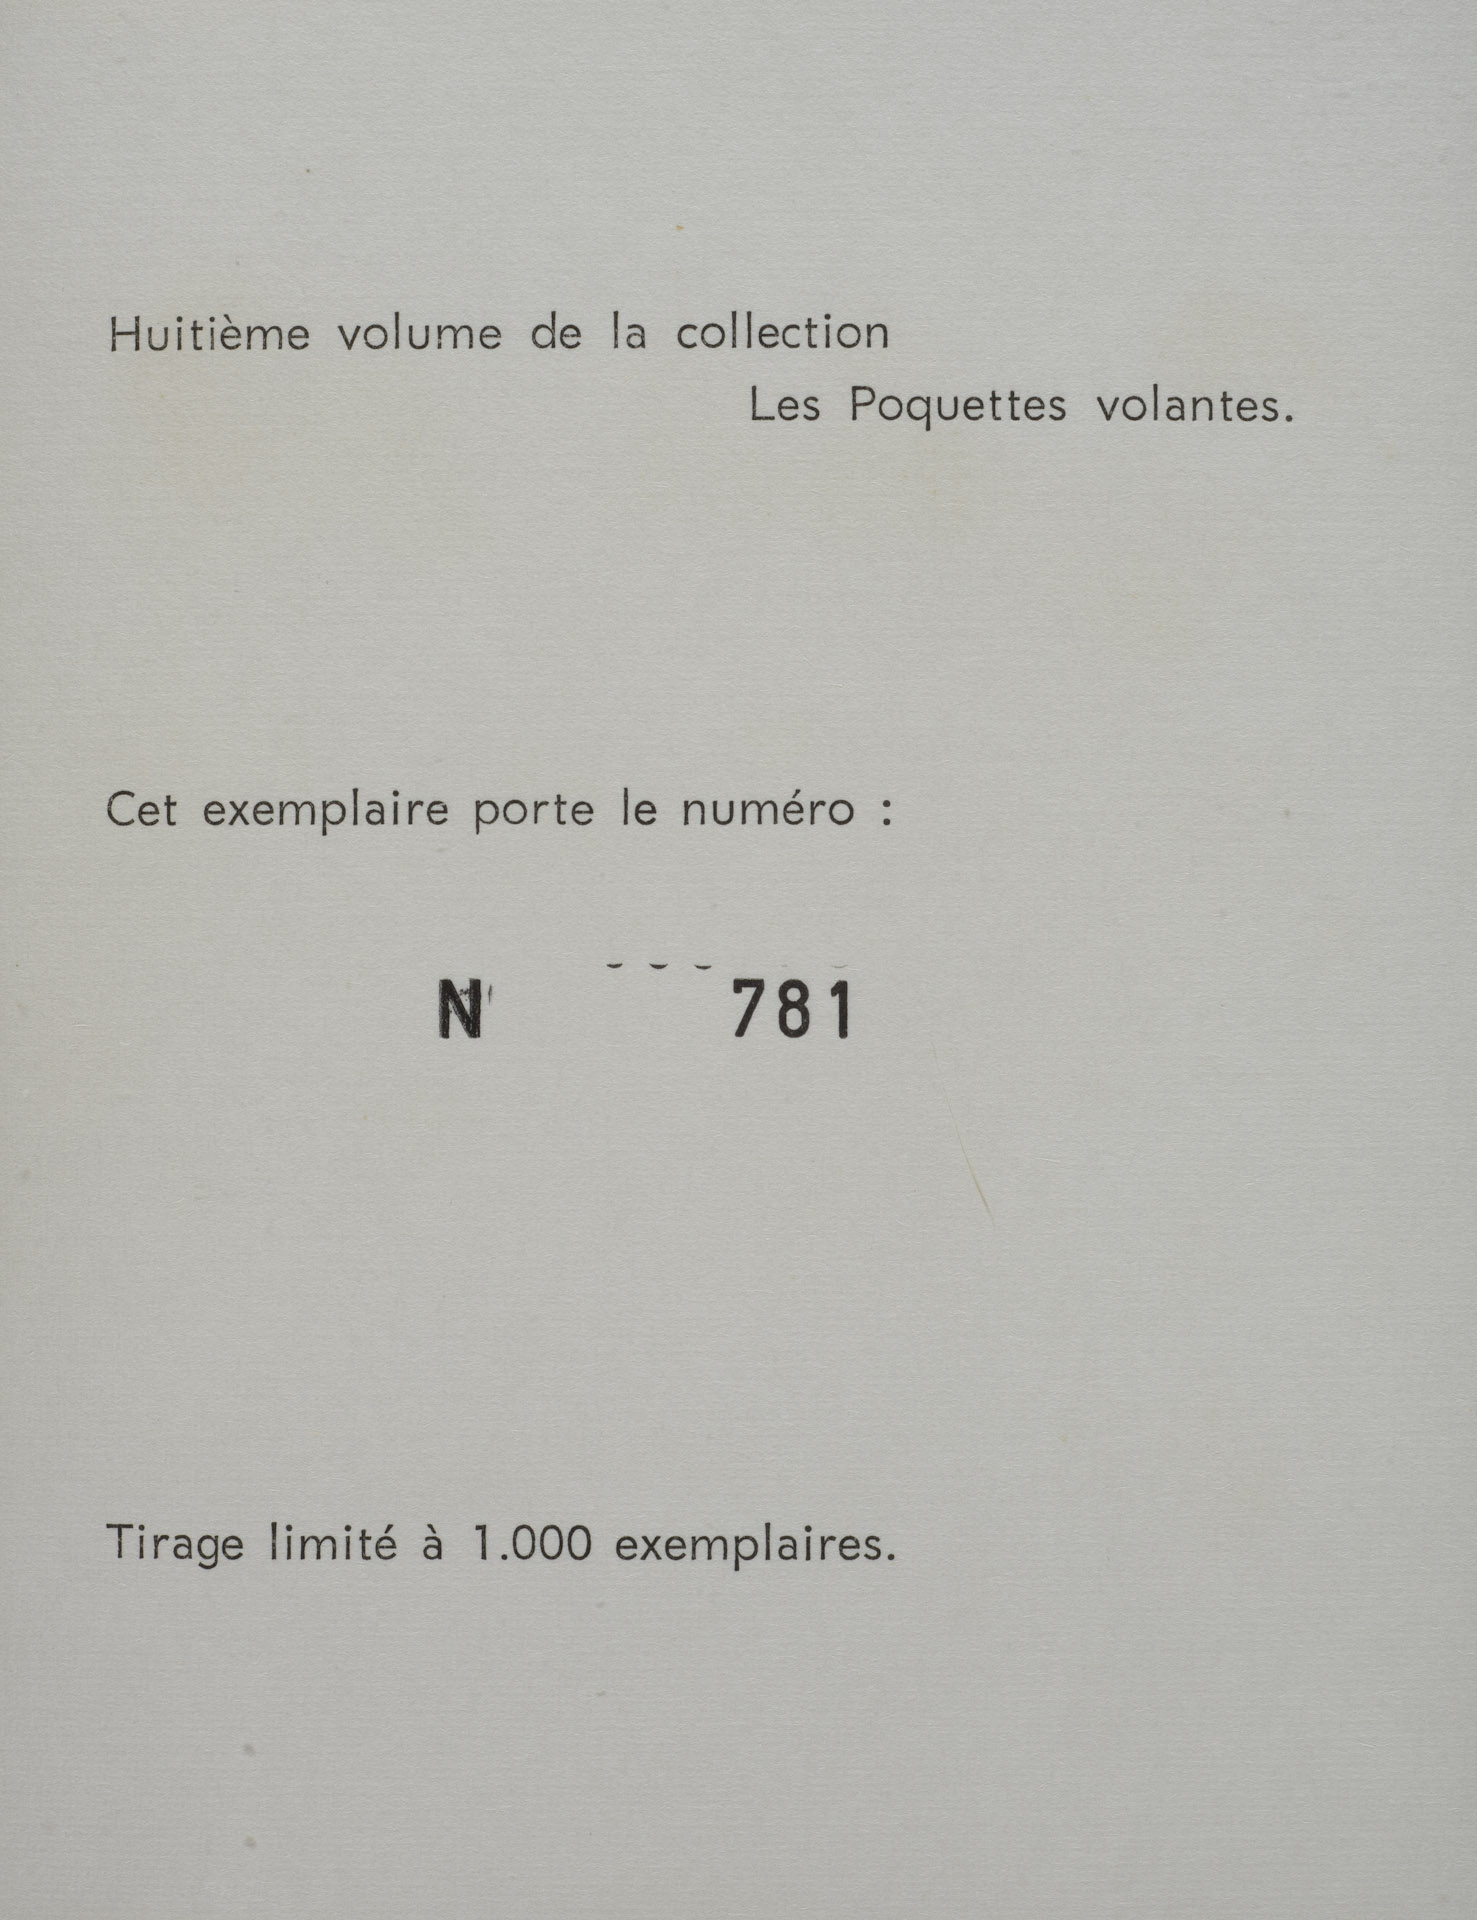 Huitième volume de la collection
Les Poquettes volantes.
Cet exemplaire porte le numéro :
N 781
Tirage limité à 1.000 exemplaires.